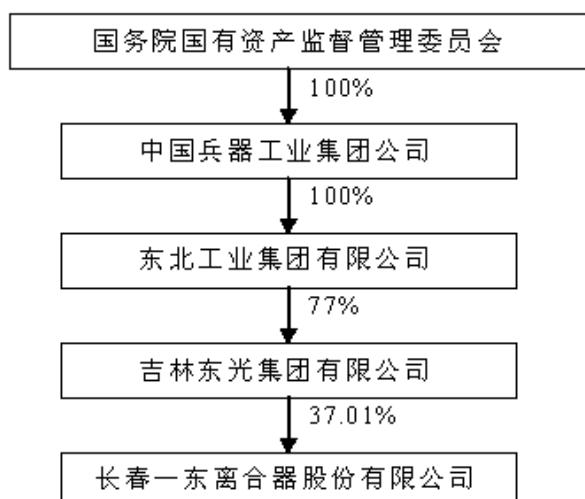 国务院国有资产监督管理委员会
100%
中国兵器工业集团公司
100%
东北工业集团有限公司
77%
吉林东光集团有限公司
37.01%
长春一东离合器股份有限公司